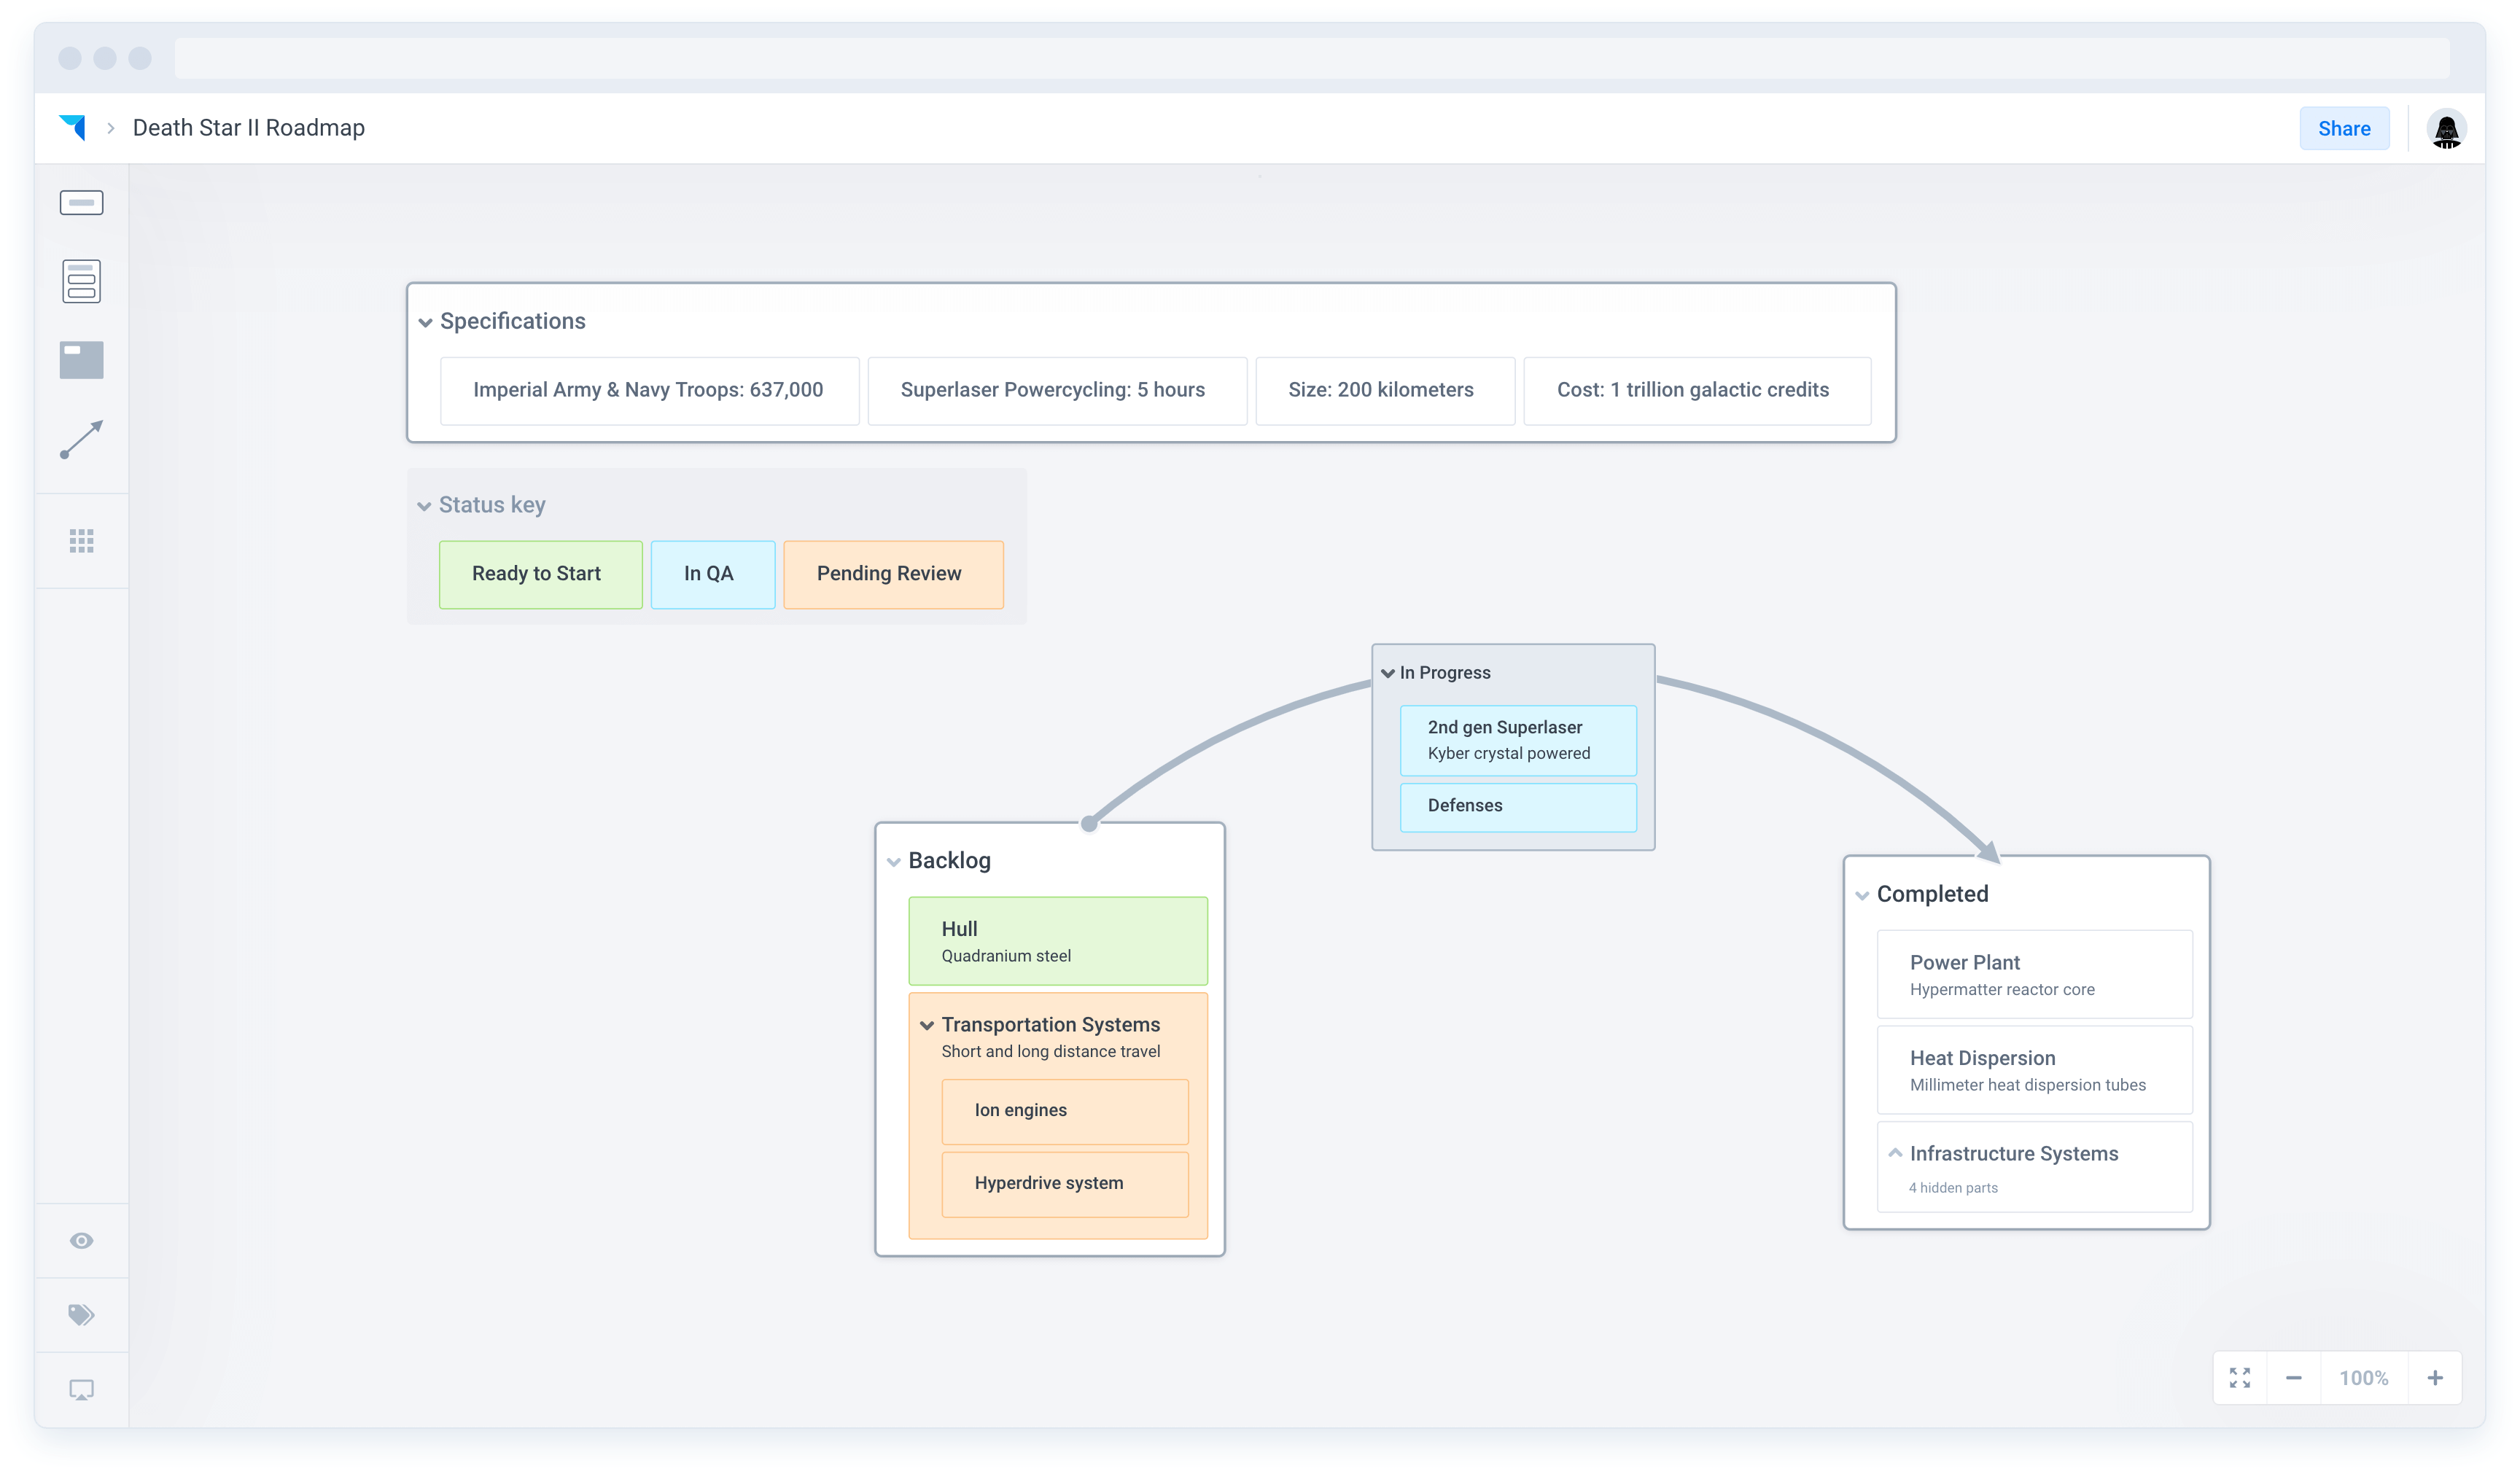 Death Star II Roadmap
Share
Specifications
Imperial Army & Navy Troops: 637,000
Superlaser Powercycling: 5 hours
Size: 200 kilometers
Cost: 1 trillion galactic credits
Status key
Ready to Start
In QA
Pending Review
In Progress
2nd gen Superlaser
Kyber crystal powered
Defenses
Backlog
Hull
Quadranium steel
Transportation Systems
Short and long distance travel
Ion engines
Hyperdrive system
Completed
Power Plant
Hypermatter reactor core
Heat Dispersion
Millimeter heat dispersion tubes
Infrastructure Systems
4 hidden parts
100%